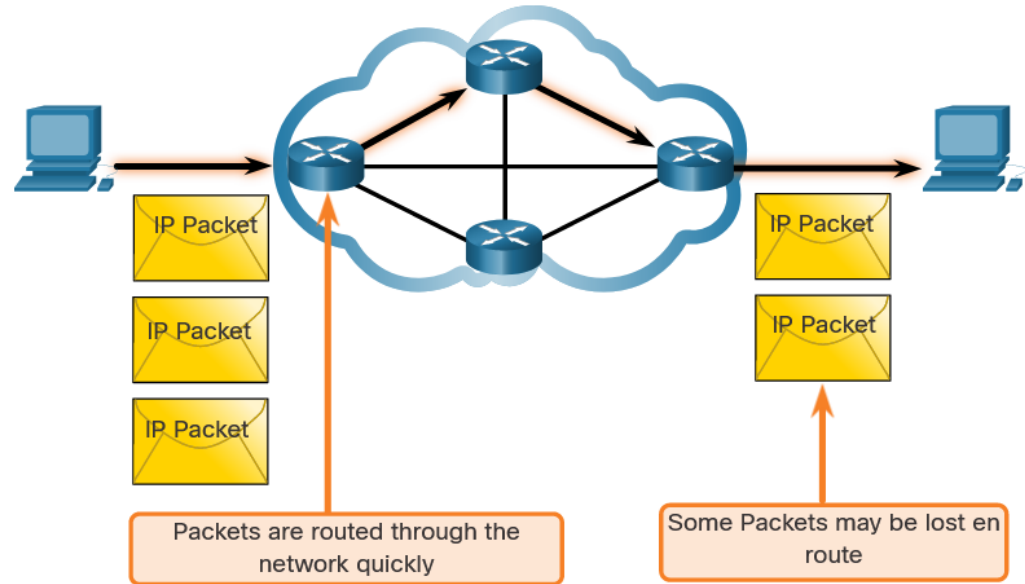 IP Packet
IP Packet
IP Packet
IP Packet
IP Packet
Packets are routed through the
network quickly
Some Packets may be lost en
route